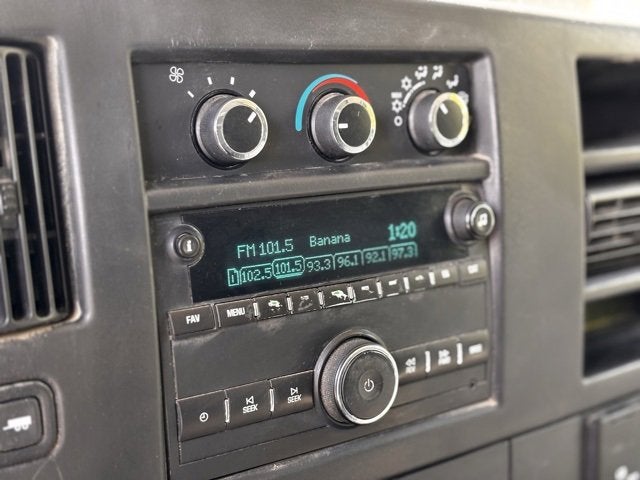 FM 101.5 Banana 1:20
1 102.5 101.5 93.3 96.1 92.1 97.3
i
FAV MENU
SEEK SEEK